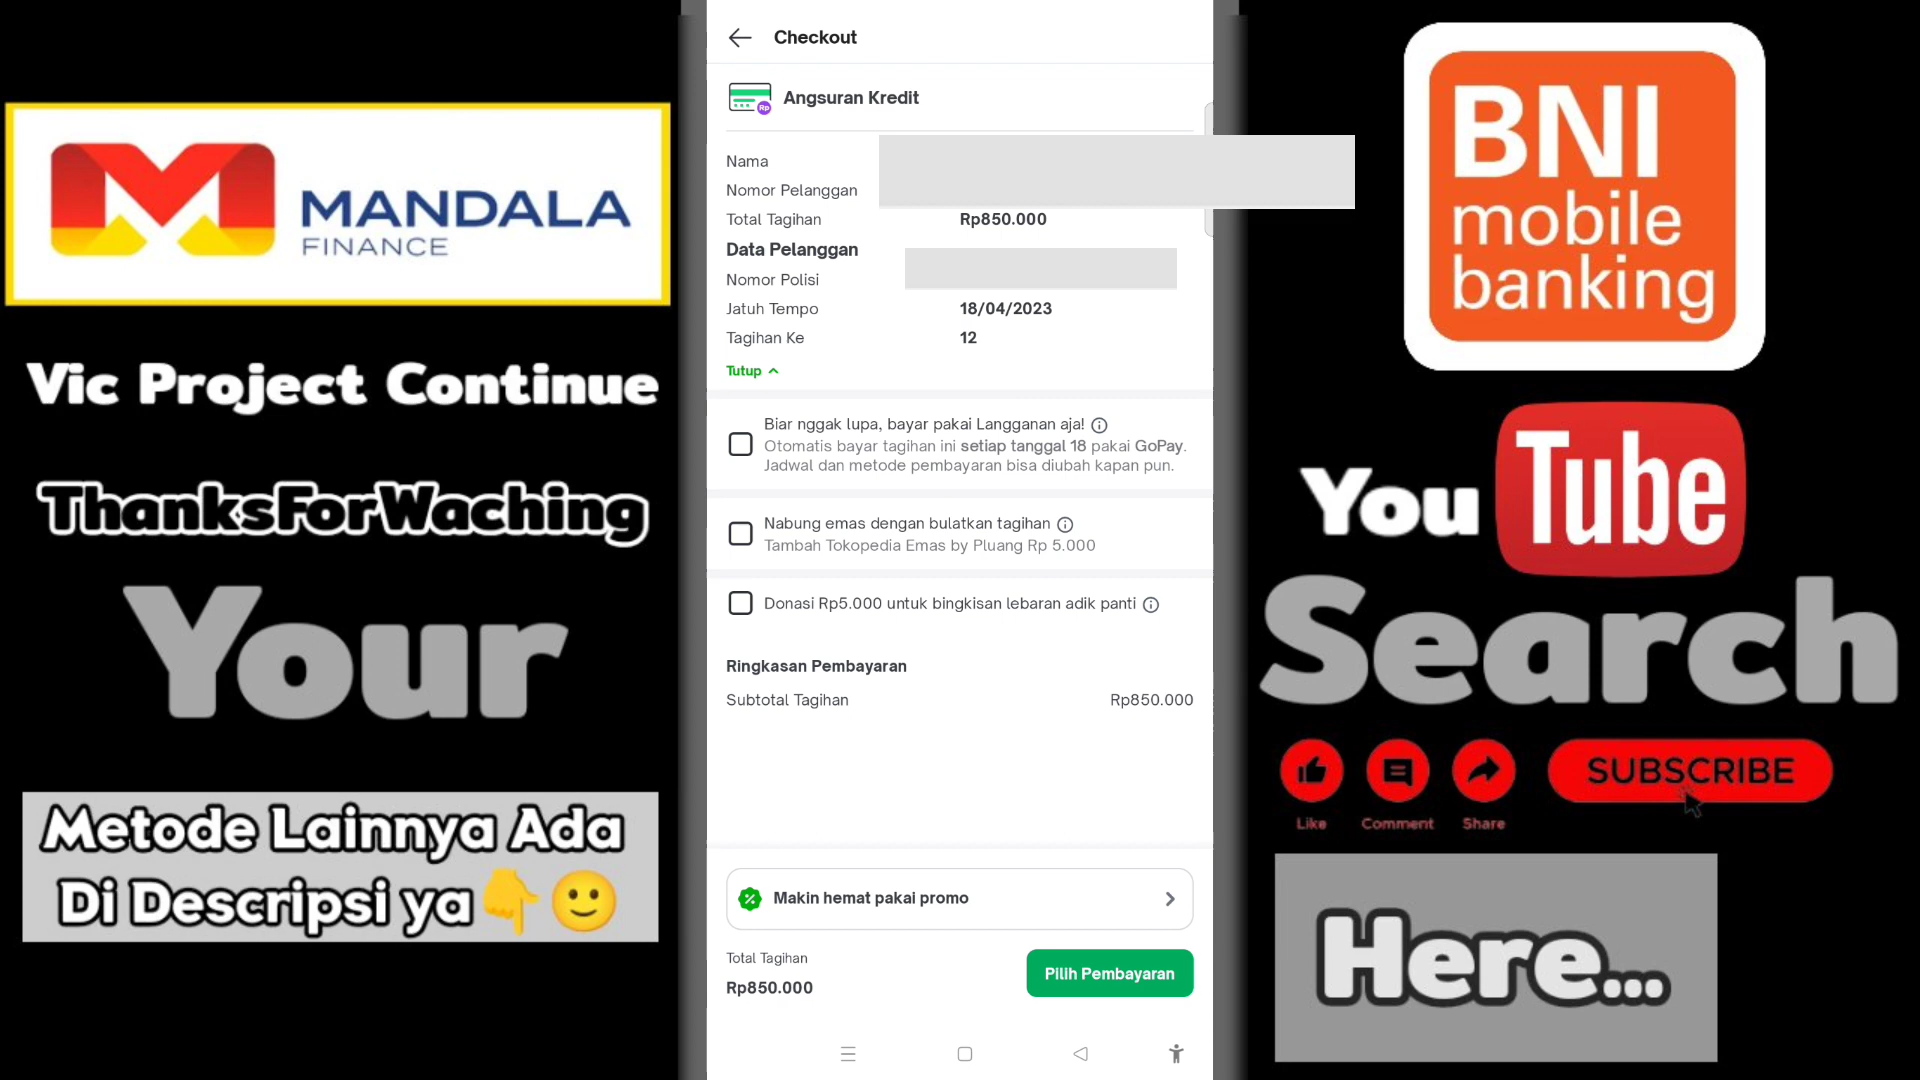 MANDALA
FINANCE
Vic Project Continue
ThanksForWaching
Your
Metode Lainnya Ada
Di Descripsi ya👇🙂
Checkout
Rp
Angsuran Kredit
Nama
Nomor Pelanggan
Total Tagihan Rp850.000
Data Pelanggan
Nomor Polisi
Jatuh Tempo 18/04/2023
Tagihan Ke 12
Tutup
Biar nggak lupa, bayar pakai Langganan aja!
Otomatis bayar tagihan ini setiap tanggal 18 pakai GoPay.
Jadwal dan metode pembayaran bisa diubah kapan pun.
Nabung emas dengan bulatkan tagihan
Tambah Tokopedia Emas by Pluang Rp 5.000
Donasi Rp5.000 untuk bingkisan lebaran adik panti
Ringkasan Pembayaran
Subtotal Tagihan Rp850.000
Makin hemat pakai promo
Total Tagihan
Rp850.000
Pilih Pembayaran
BNI
mobile
banking
YouTube
Search
Like Comment Share SUBSCRIBE
Here...